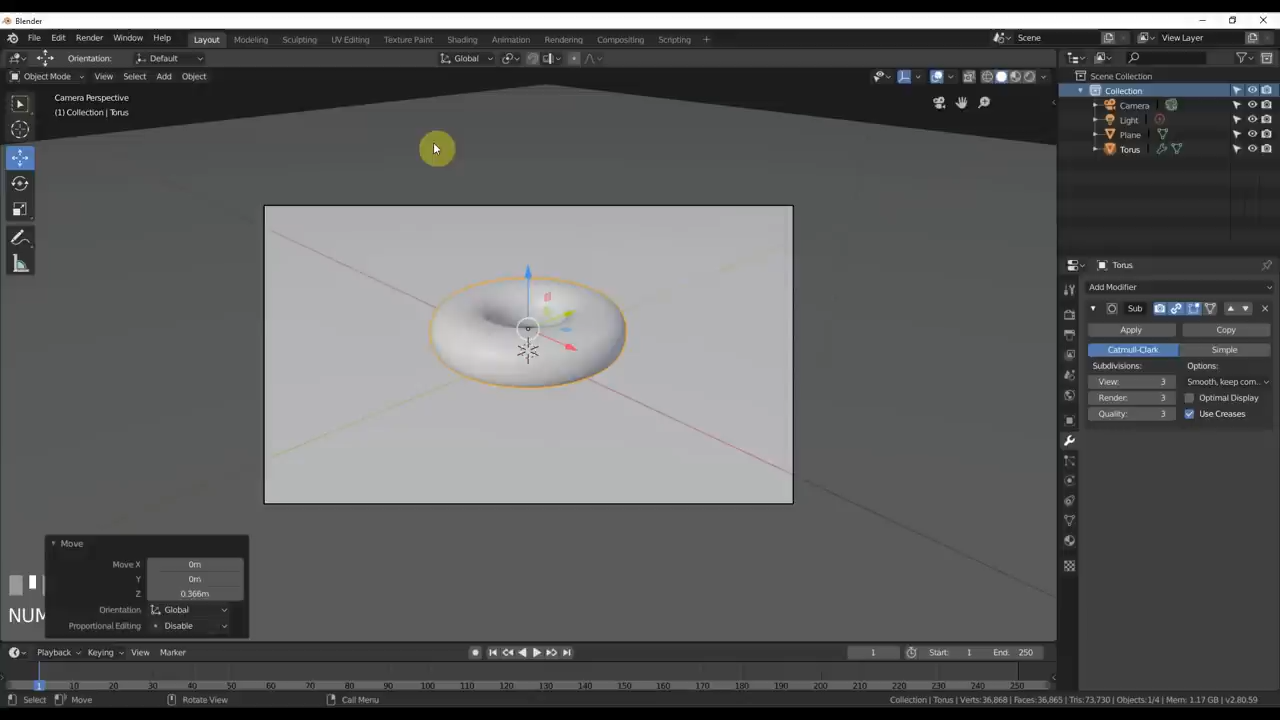 Blender
File Edit Render Window Help
Layout Modeling Sculpting UV Editing Texture Paint Shading Animation Rendering Compositing Scripting +
Scene
View Layer
Orientation: Default
Global
Object Mode View Select Add Object
Camera Perspective
(1) Collection | Torus
Scene Collection
Collection
Camera
Light
Plane
Torus
Torus
Add Modifier
Sub
Apply Copy
Catmull-Clark Simple
Subdivisions: Options:
View: 3 Smooth, keep com...
Render: 3 Optimal Display
Quality: 3 Use Creases
Move
Move X 0m
Y 0m
Z 0.366m
Orientation Global
Proportional Editing Disable
NUM
Playback Keying View Marker
1 Start: 1 End: 250
1 10 20 30 40 50 60 70 80 90 100 110 120 130 140 150 160 170 180 190 200 210 220 230 240 250
Select Move Rotate View Call Menu
Collection | Torus | Verts:36,868 | Faces:36,865 | Tris:73,730 | Objects:1/4 | Mem: 1.17 GB | v2.80.59